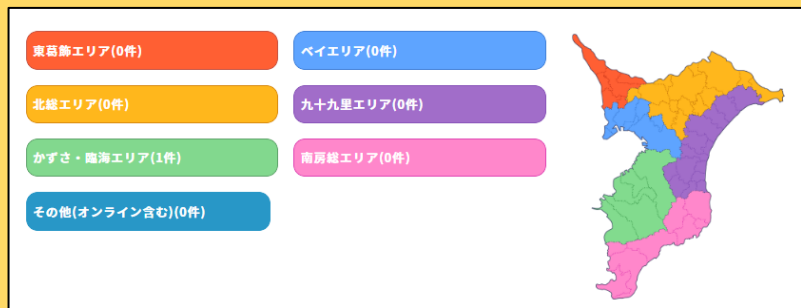 東葛飾エリア(0件)
ベイエリア(0件)
北総エリア(0件)
九十九里エリア(0件)
かずさ・臨海エリア(1件)
南房総エリア(0件)
その他(オンライン含む)(0件)